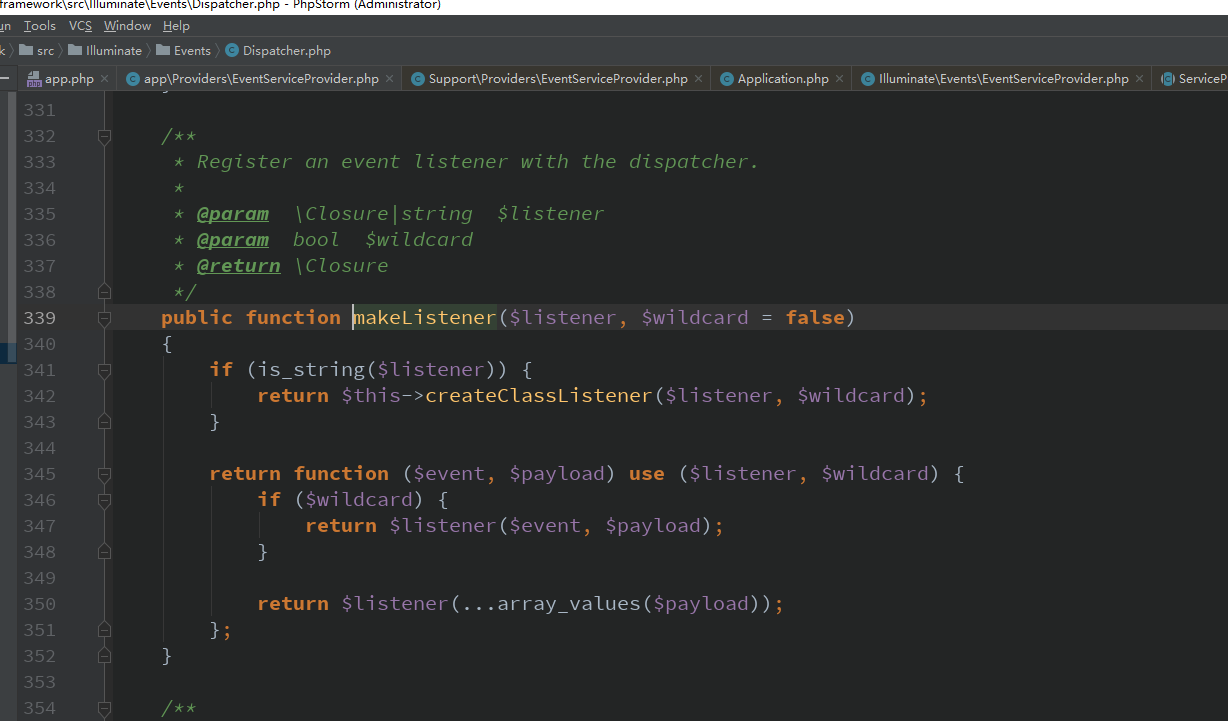 framework\src\Illuminate\Events\Dispatcher.php - PhpStorm (Administrator)
un Tools VCS Window Help
k src Illuminate Events Dispatcher.php
app.php app\Providers\EventServiceProvider.php Support\Providers\EventServiceProvider.php Application.php Illuminate\Events\EventServiceProvider.php ServiceP
331
332 /**
333 * Register an event listener with the dispatcher.
334 *
335 * @param \Closure|string $listener
336 * @param bool $wildcard
337 * @return \Closure
338 */
339 public function makeListener($listener, $wildcard = false)
340 {
341 if (is_string($listener)) {
342 return $this->createClassListener($listener, $wildcard);
343 }
344
345 return function ($event, $payload) use ($listener, $wildcard) {
346 if ($wildcard) {
347 return $listener($event, $payload);
348 }
349
350 return $listener(...array_values($payload));
351 };
352 }
353
354 /**